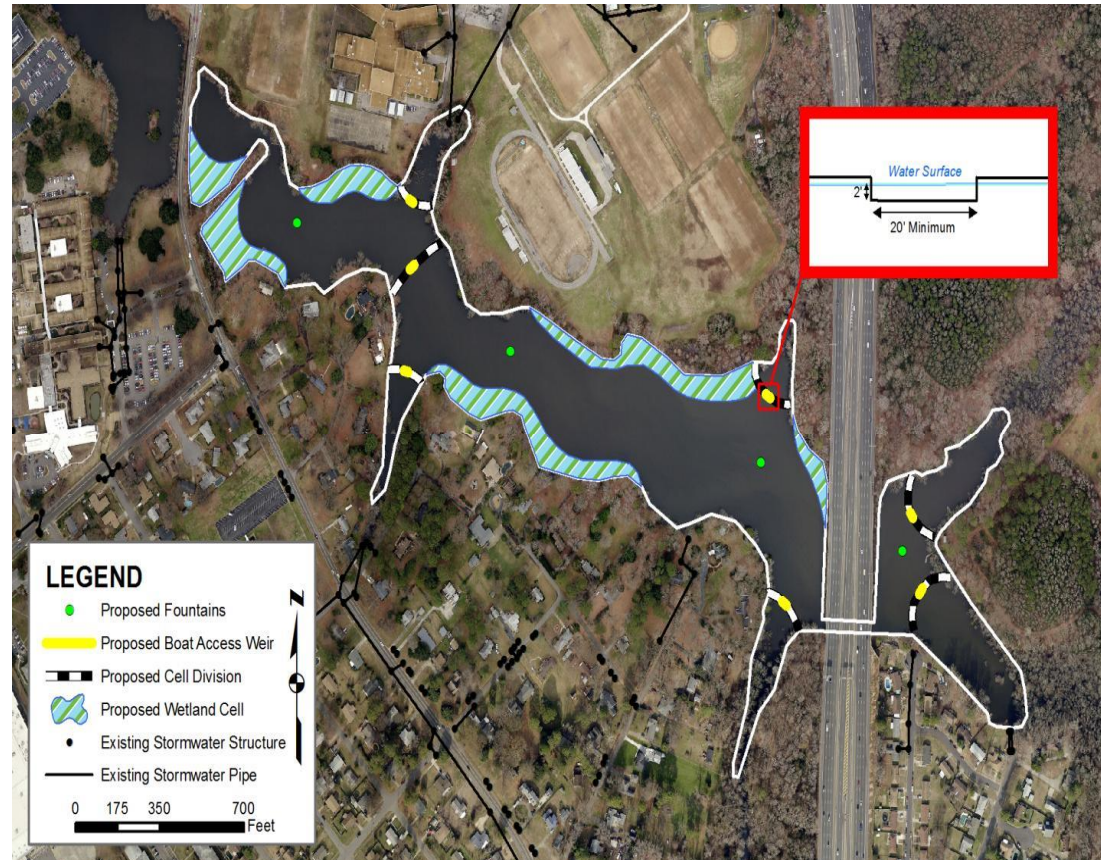 Water Surface
2'
20' Minimum
LEGEND
Proposed Fountains
Proposed Boat Access Weir
Proposed Cell Division
Proposed Wetland Cell
Existing Stormwater Structure
Existing Stormwater Pipe
N
0 175 350 700
Feet